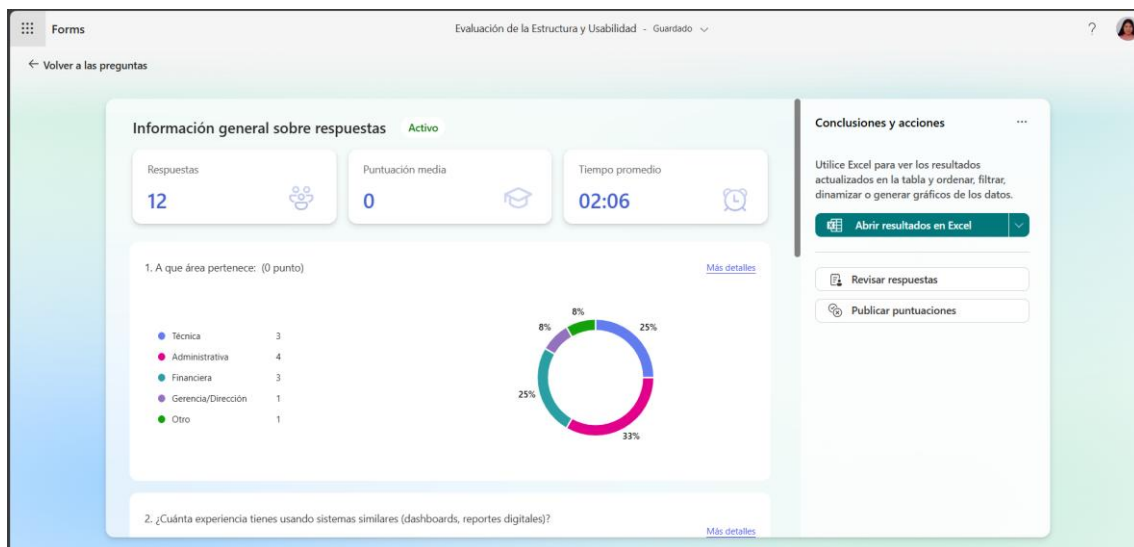 Forms
Evaluación de la Estructura y Usabilidad - Guardado
?
Volver a las preguntas
Información general sobre respuestas Activo
Respuestas
12
Puntuación media
0
Tiempo promedio
02:06
1. A que área pertenece: (0 punto)
Más detalles
Técnica 3
Administrativa 4
Financiera 3
Gerencia/Dirección 1
Otro 1
8%
8%
25%
25%
33%
2. ¿Cuánta experiencia tienes usando sistemas similares (dashboards, reportes digitales)?
Más detalles
Conclusiones y acciones
Utilice Excel para ver los resultados
actualizados en la tabla y ordenar, filtrar,
dinamizar o generar gráficos de los datos.
Abrir resultados en Excel
Revisar respuestas
Publicar puntuaciones